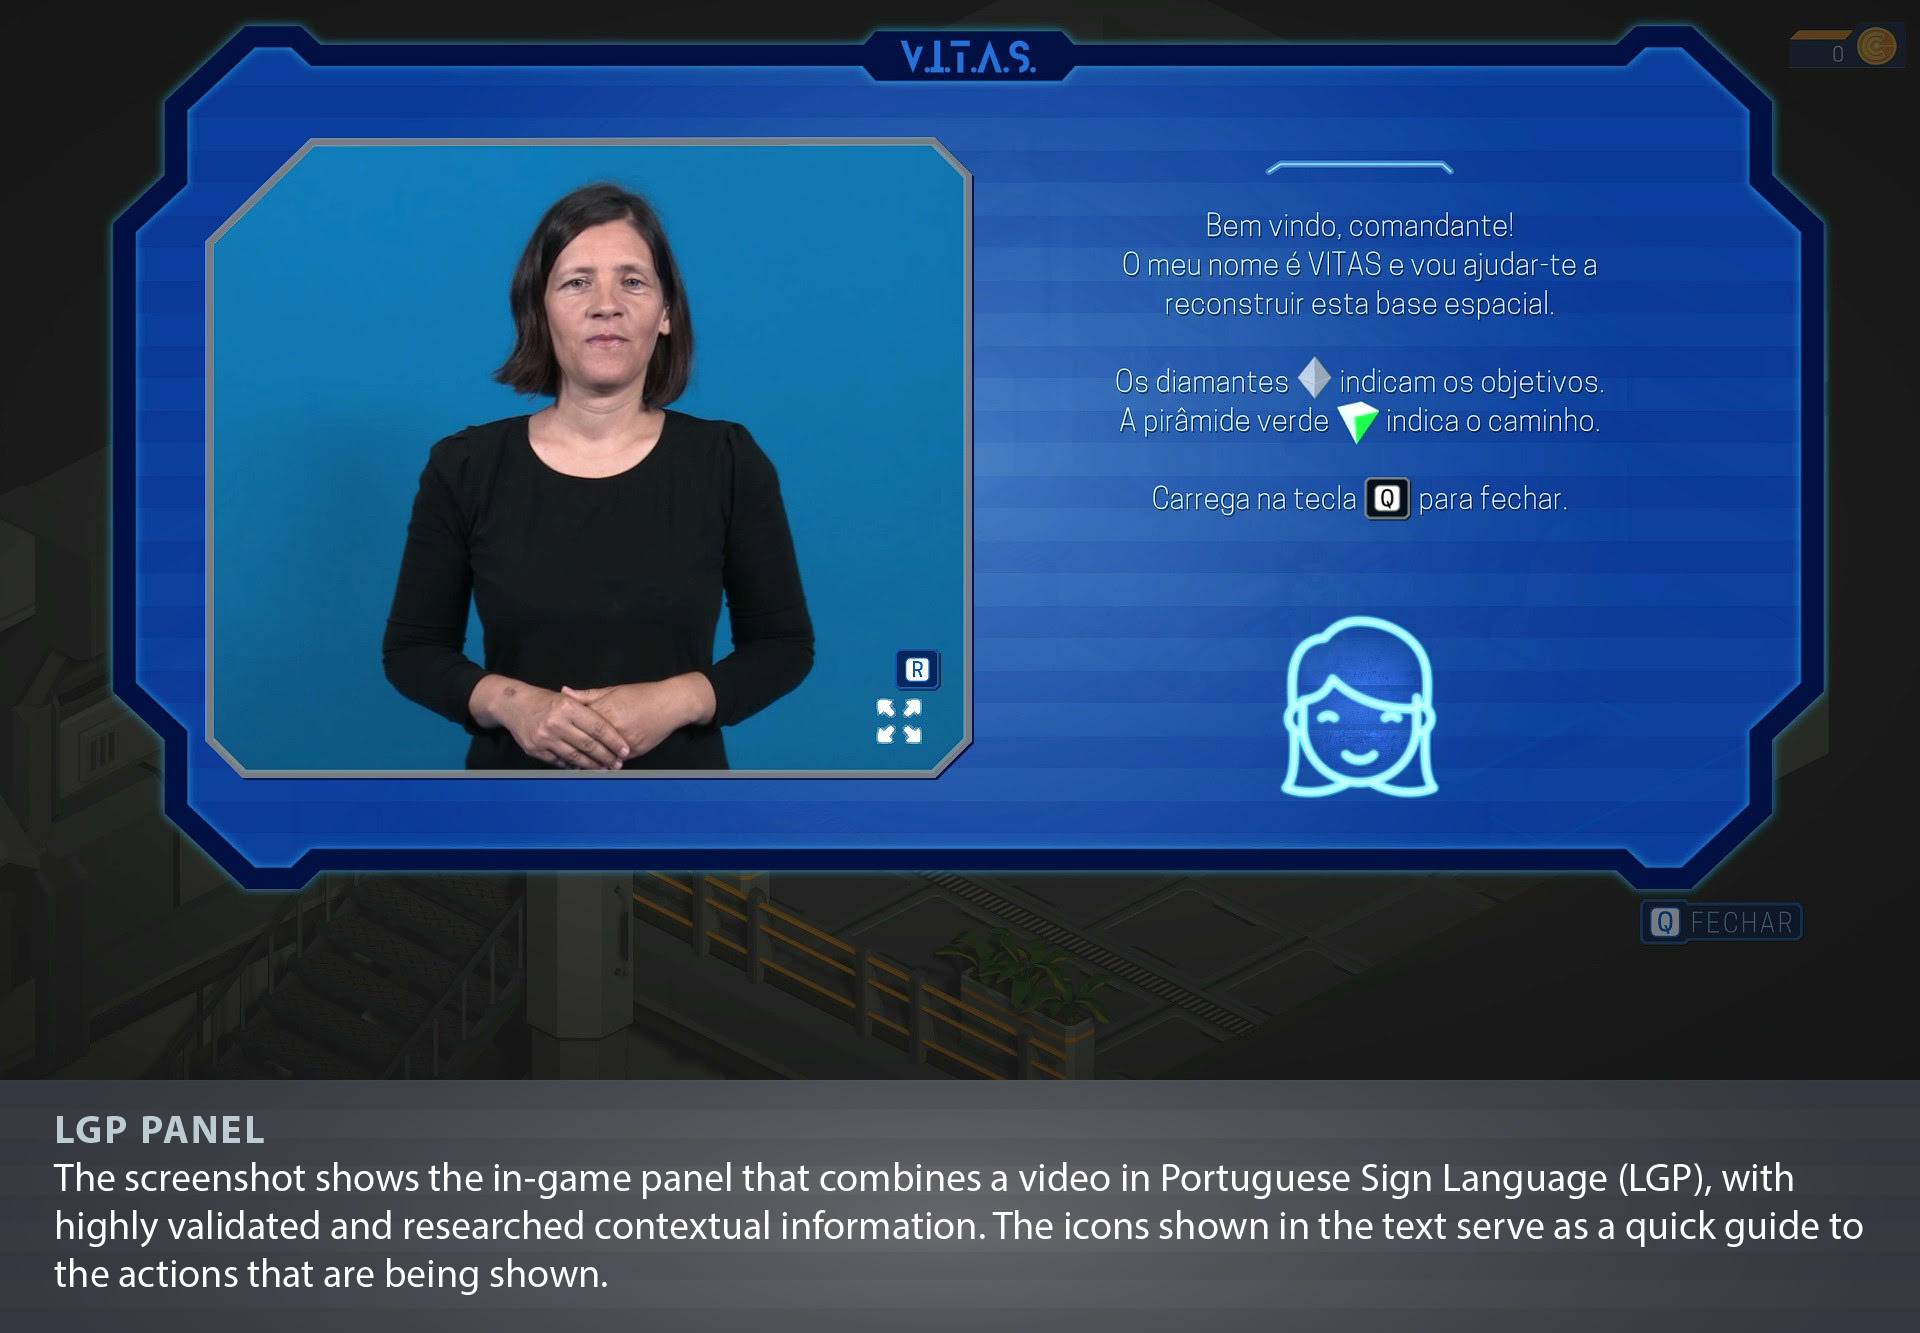 V.I.T.A.S.
0
Bem vindo, comandante!
O meu nome é VITAS e vou ajudar-te a
reconstruir esta base espacial.
Os diamantes indicam os objetivos.
A pirâmide verde indica o caminho.
Carrega na tecla Q para fechar.
R
Q FECHAR
LGP PANEL
The screenshot shows the in-game panel that combines a video in Portuguese Sign Language (LGP), with
highly validated and researched contextual information. The icons shown in the text serve as a quick guide to
the actions that are being shown.